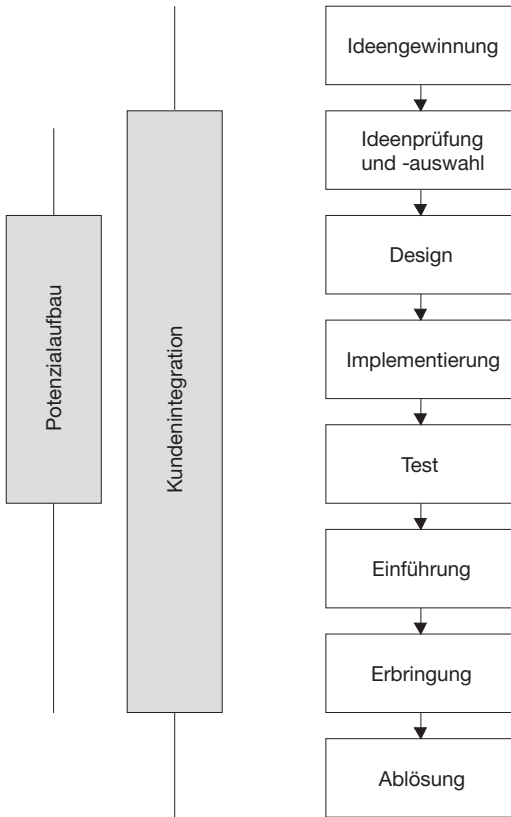 Potenzialaufbau
Kundenintegration
Ideengewinnung
Ideenprüfung
und -auswahl
Design
Implementierung
Test
Einführung
Erbringung
Ablösung